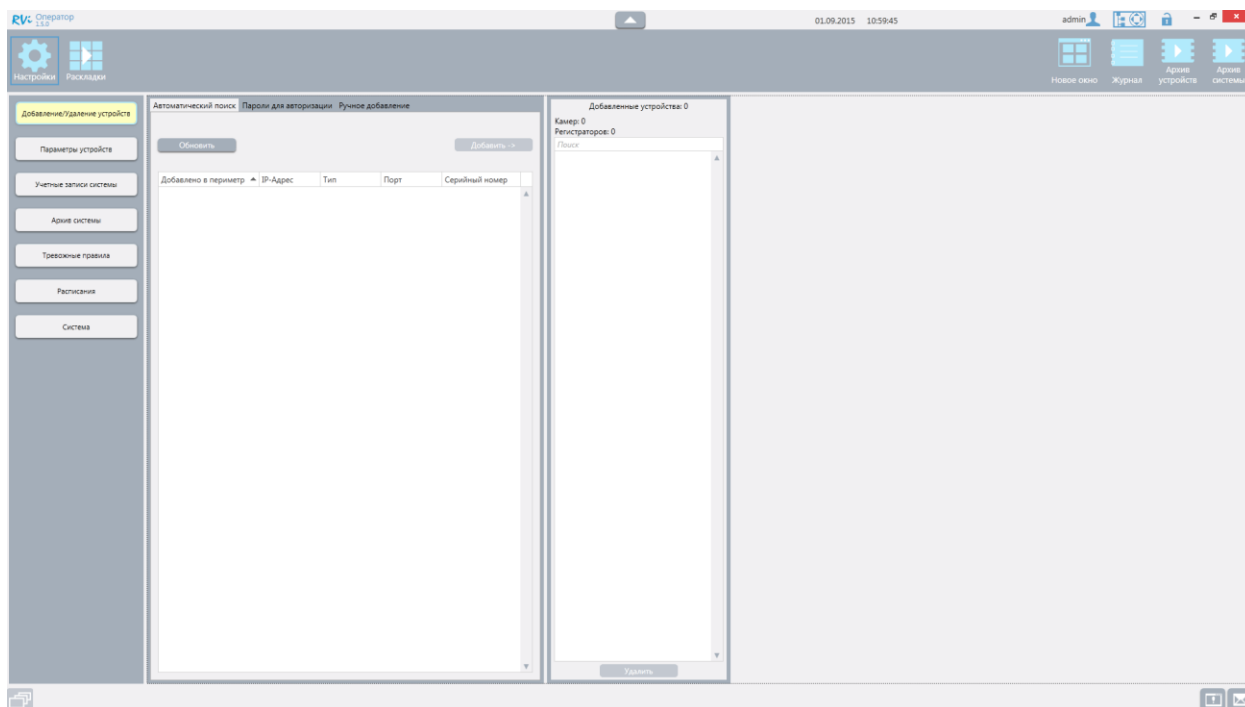 RVi Оператор
1.5.0
01.09.2015 10:59:45
admin
Настройки
Раскладки
Новое окно
Журнал
Архив устройств
Архив системы
Добавление/Удаление устройств
Параметры устройств
Учетные записи системы
Архив системы
Тревожные правила
Расписания
Система
Автоматический поиск Пароли для авторизации Ручное добавление
Обновить
Добавить ->
Добавлено в периметр IP-Адрес Тип Порт Серийный номер
Добавленные устройства: 0
Камер: 0
Регистраторов: 0
Поиск
Удалить